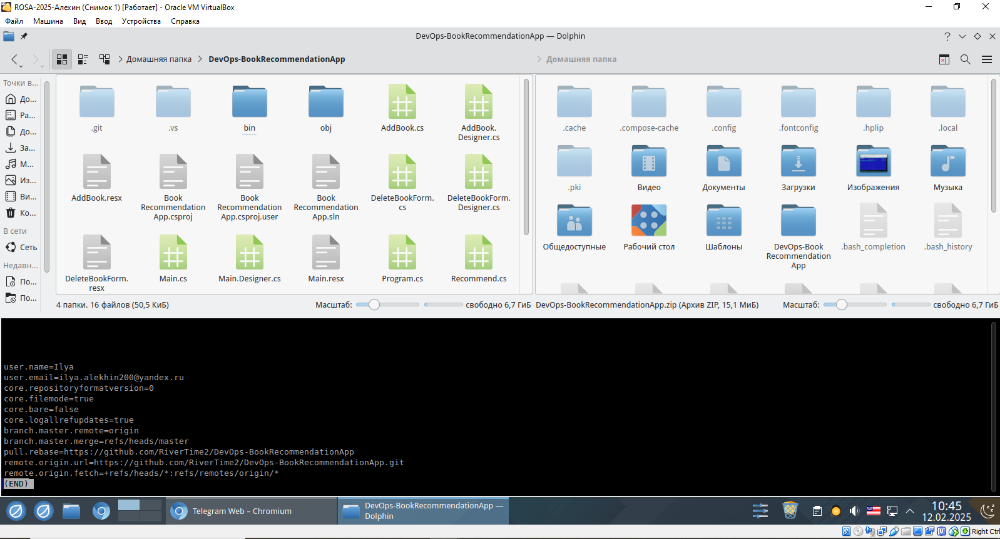 ROSA-2025-Алехин (Снимок 1) [Работает] - Oracle VM VirtualBox
Файл Машина Вид Ввод Устройства Справка
DevOps-BookRecommendationApp — Dolphin
Домашняя папка DevOps-BookRecommendationApp
Домашняя папка
Точки в...
До...
Ра...
До...
За...
М...
Из...
Ви...
Ко...
В сети
Сеть
Недавн...
По...
По...
.git
.vs
bin
obj
AddBook.cs
AddBook.
Designer.cs
AddBook.resx
Book
Recommendation
App.csproj
Book
Recommendation
App.csproj.user
Book
Recommendation
App.sln
DeleteBookForm.
cs
DeleteBookForm.
Designer.cs
DeleteBookForm.
resx
Main.cs
Main.Designer.cs
Main.resx
Program.cs
Recommend.cs
4 папки. 16 файлов (50,5 КиБ)
Масштаб:
свободно 6,7 ГиБ
.cache
.compose-cache
.config
.fontconfig
.hplip
.local
.pki
Видео
Документы
Загрузки
Изображения
Музыка
Общедоступные
Рабочий стол
Шаблоны
DevOps-Book
Recommendation
App
.bash_completion
.bash_history
DevOps-BookRecommendationApp.zip (Архив ZIP, 15,1 МиБ)
Масштаб:
свободно 6,7 ГиБ
user.name=Ilya
user.email=ilya.alekhin200@yandex.ru
core.repositoryformatversion=0
core.filemode=true
core.bare=false
core.logallrefupdates=true
branch.master.remote=origin
branch.master.merge=refs/heads/master
pull.rebase=https://github.com/RiverTime2/DevOps-BookRecommendationApp
remote.origin.url=https://github.com/RiverTime2/DevOps-BookRecommendationApp.git
remote.origin.fetch=+refs/heads/*:refs/remotes/origin/*
(END)
Telegram Web – Chromium
DevOps-BookRecommendationApp —
Dolphin
10:45
12.02.2025
Right Ctrl